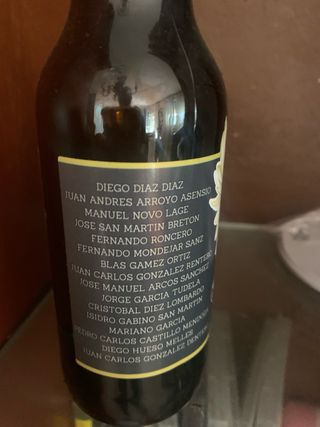 DIEGO DIAZ DIAZ
JUAN ANDRES ARROYO ASENSIO
MANUEL NOVO LAGE
JOSE SAN MARTIN BRETON
FERNANDO RONCERO
FERNANDO MONDEJAR SANZ
BLAS GAMEZ ORTIZ
JUAN CARLOS GONZALEZ RENTERO
JOSE MANUEL ARCOS SANCHEZ
JORGE GARCIA TUDELA
CRISTOBAL DIEZ LOMBARDO
ISIDRO GABINO SAN MARTIN
MARIANO GARCIA
PEDRO CARLOS CASTILLO
DIEGO HUESO MELLES
JUAN CARLOS GONZALEZ